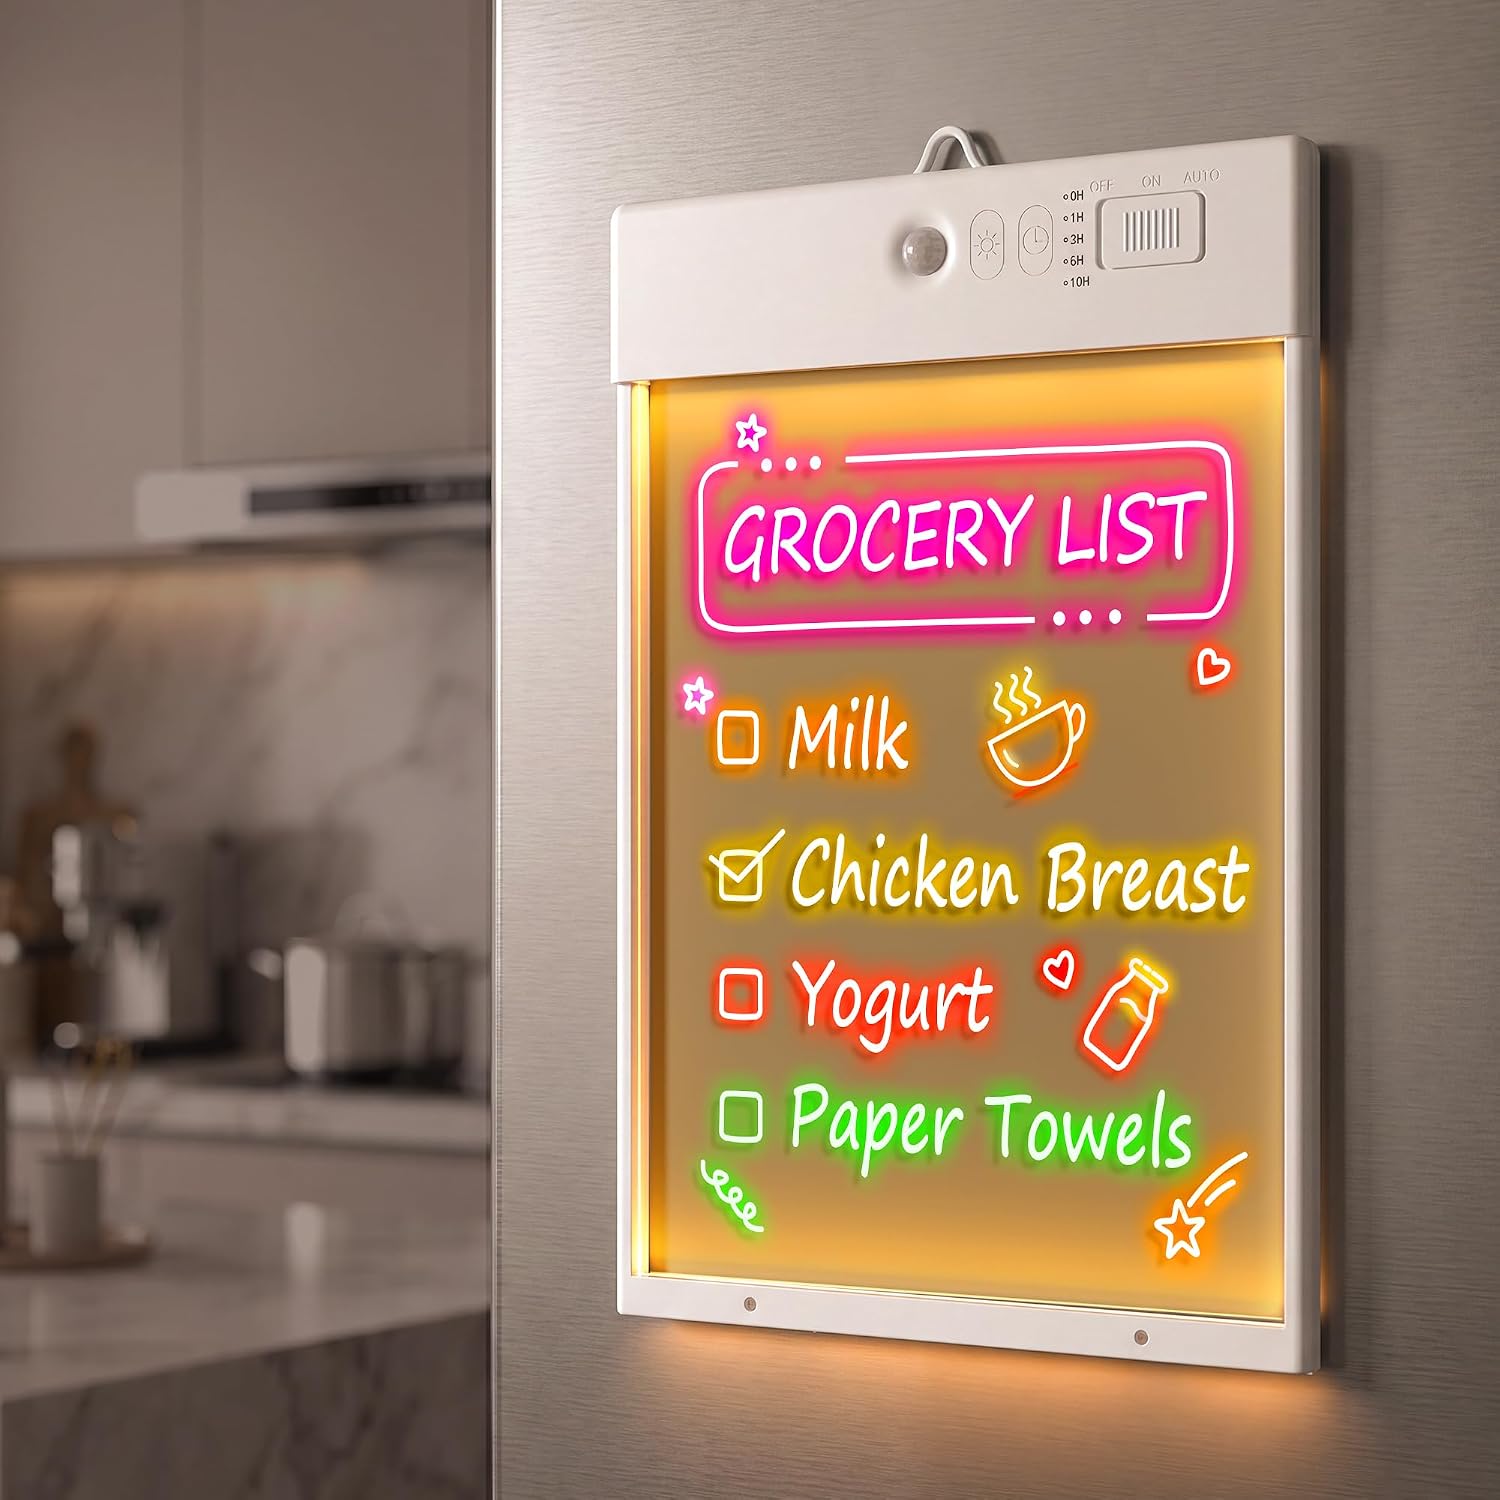 OFF ON AUTO
0H
1H
3H
6H
10H
GROCERY LIST
Milk
Chicken Breast
Yogurt
Paper Towels